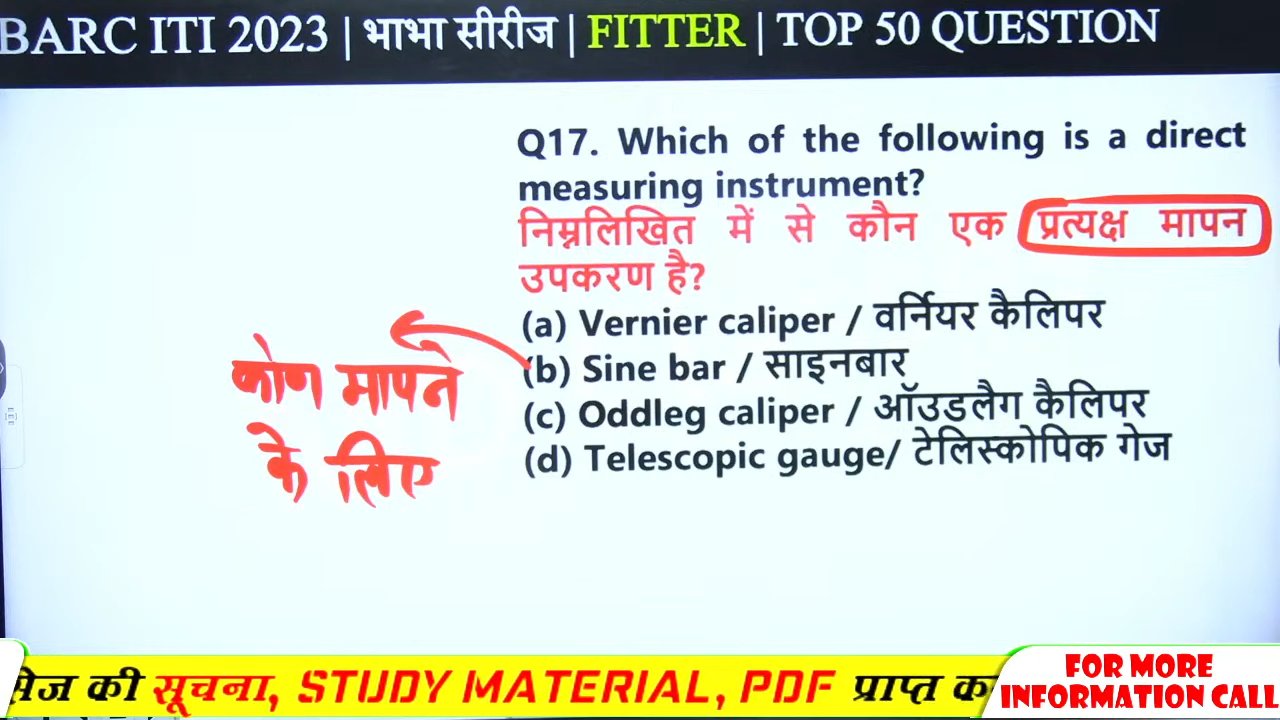 BARC ITI 2023 | भाभा सीरीज | FITTER | TOP 50 QUESTION
Q17. Which of the following is a direct
measuring instrument?
निम्नलिखित में से कौन एक प्रत्यक्ष मापन
उपकरण है?
(a) Vernier caliper / वर्नियर कैलिपर
(b) Sine bar / साइनबार
(c) Oddleg caliper / ऑउडलैग कैलिपर
(d) Telescopic gauge/ टेलिस्कोपिक गेज
कोण मापने
के लिए
की सूचना, STUDY MATERIAL, PDF प्राप्त
FOR MORE
INFORMATION CALL